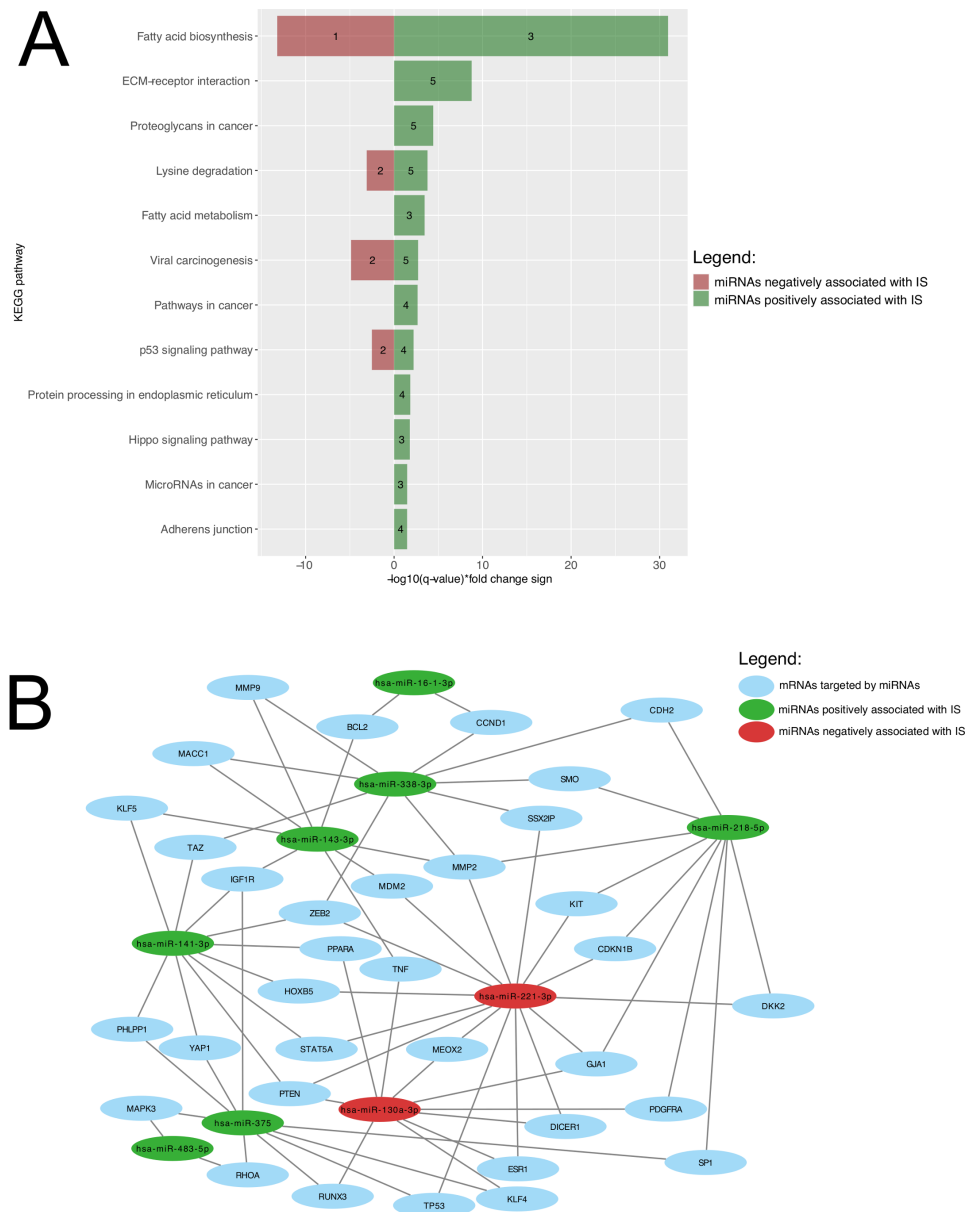 A
Fatty acid biosynthesis
1
3
ECM-receptor interaction
5
Proteoglycans in cancer
5
Lysine degradation
2
5
Fatty acid metabolism
3
Viral carcinogenesis
2
5
Pathways in cancer
4
p53 signaling pathway
2
4
Protein processing in endoplasmic reticulum
4
Hippo signaling pathway
3
MicroRNAs in cancer
3
Adherens junction
4
KEGG pathway
−10
0
10
20
30
−log10(q−value)*fold change sign
Legend:
miRNAs negatively associated with IS
miRNAs positively associated with IS
B
Legend:
mRNAs targeted by miRNAs
miRNAs positively associated with IS
miRNAs negatively associated with IS
hsa-miR-16-1-3p
MMP9
CDH2
BCL2
CCND1
MACC1
SMO
hsa-miR-338-3p
KLF5
SSX2IP
hsa-miR-218-5p
hsa-miR-143-3p
TAZ
MMP2
IGF1R
MDM2
KIT
ZEB2
hsa-miR-141-3p
PPARA
CDKN1B
TNF
HOXB5
hsa-miR-221-3p
DKK2
PHLPP1
YAP1
STAT5A
MEOX2
GJA1
PTEN
MAPK3
hsa-miR-130a-3p
PDGFRA
hsa-miR-375
DICER1
hsa-miR-483-5p
SP1
RHOA
ESR1
RUNX3
KLF4
TP53